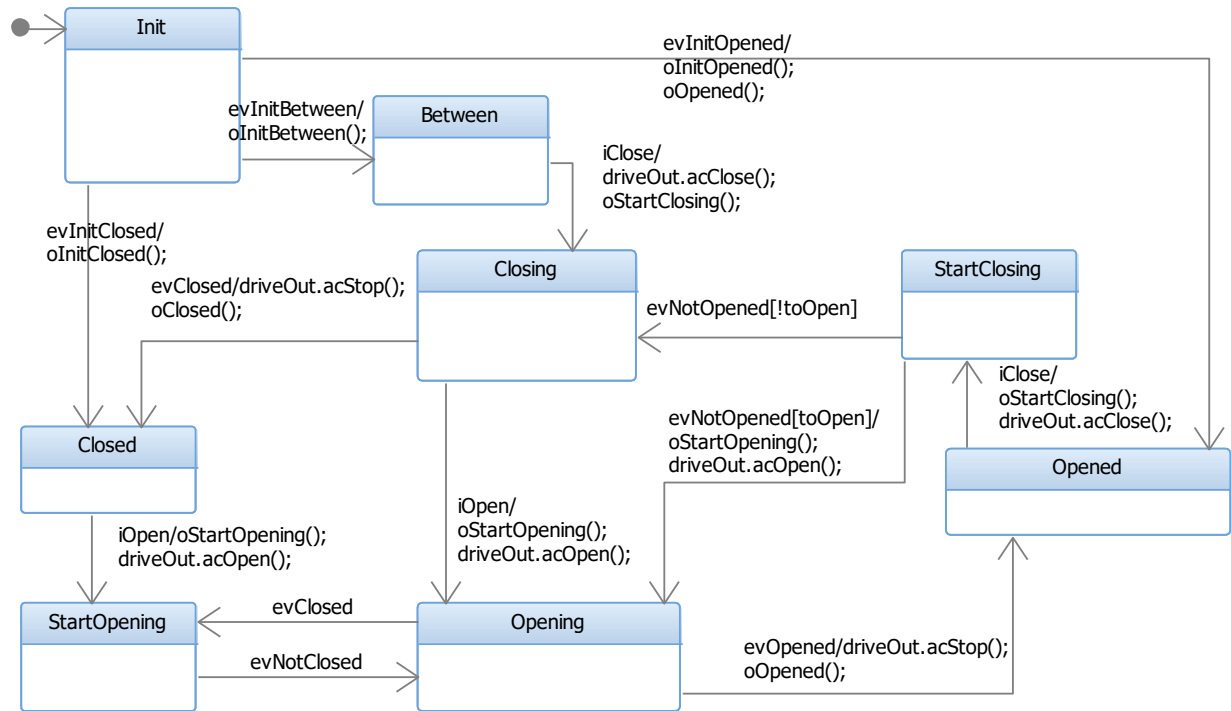 Init
evInitOpened/
oInitOpened();
oOpened();
evInitBetween/
oInitBetween();
Between
iClose/
driveOut.acClose();
oStartClosing();
evInitClosed/
oInitClosed();
Closing
StartClosing
evClosed/driveOut.acStop();
oClosed();
evNotOpened[!toOpen]
iClose/
oStartClosing();
driveOut.acClose();
evNotOpened[toOpen]/
oStartOpening();
driveOut.acOpen();
Closed
Opened
iOpen/oStartOpening();
driveOut.acOpen();
iOpen/
oStartOpening();
driveOut.acOpen();
StartOpening
evClosed
Opening
evNotClosed
evOpened/driveOut.acStop();
oOpened();